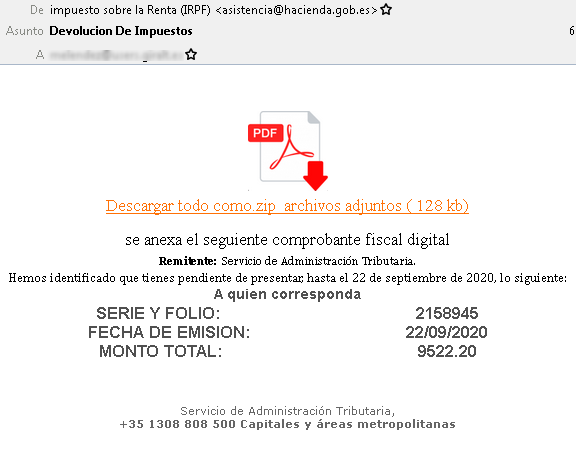 De impuesto sobre la Renta (IRPF) <asistencia@hacienda.gob.es>
Asunto Devolucion De Impuestos 6
A
PDF
Descargar todo como.zip archivos adjuntos ( 128 kb)
se anexa el seguiente comprobante fiscal digital
Remitente: Servicio de Administración Tributaria.
Hemos identificado que tienes pendiente de presentar, hasta el 22 de septiembre de 2020, lo siguiente:
A quien corresponda
SERIE Y FOLIO: 2158945
FECHA DE EMISION: 22/09/2020
MONTO TOTAL: 9522.20
Servicio de Administración Tributaria,
+35 1308 808 500 Capitales y áreas metropolitanas